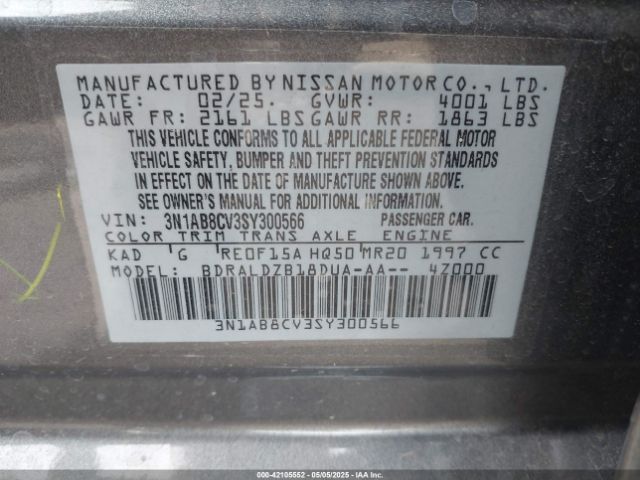 MANUFACTURED BY NISSAN MOTOR CO., LTD.
DATE: 02/25. GVWR: 4001 LBS
GAWR FR: 2161 LBS GAWR RR: 1863 LBS
THIS VEHICLE CONFORMS TO ALL APPLICABLE FEDERAL MOTOR
VEHICLE SAFETY, BUMPER AND THEFT PREVENTION STANDARDS
IN EFFECT ON THE DATE OF MANUFACTURE SHOWN ABOVE.
SEE OWNER'S MANUAL FOR ADDITIONAL INFORMATION.
VIN: 3N1AB8CV3SY300566 PASSENGER CAR.
COLOR TRIM TRANS AXLE ENGINE
KAD G RE0F15A HQ50 MR20 1997 CC
BDRALDZB18DUA-AA-- 4Z000
3N1AB8CV3SY300566
000-42105552 - 05/05/2025 - IAAI.com